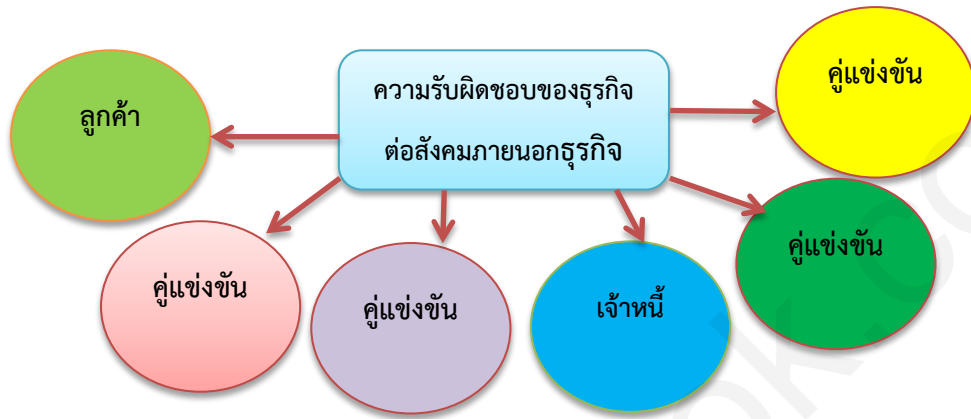 ความรับผิดชอบของธุรกิจ
ต่อสังคมภายนอกธุรกิจ
ลูกค้า
คู่แข่งขัน
คู่แข่งขัน
เจ้าหนี้
คู่แข่งขัน
คู่แข่งขัน